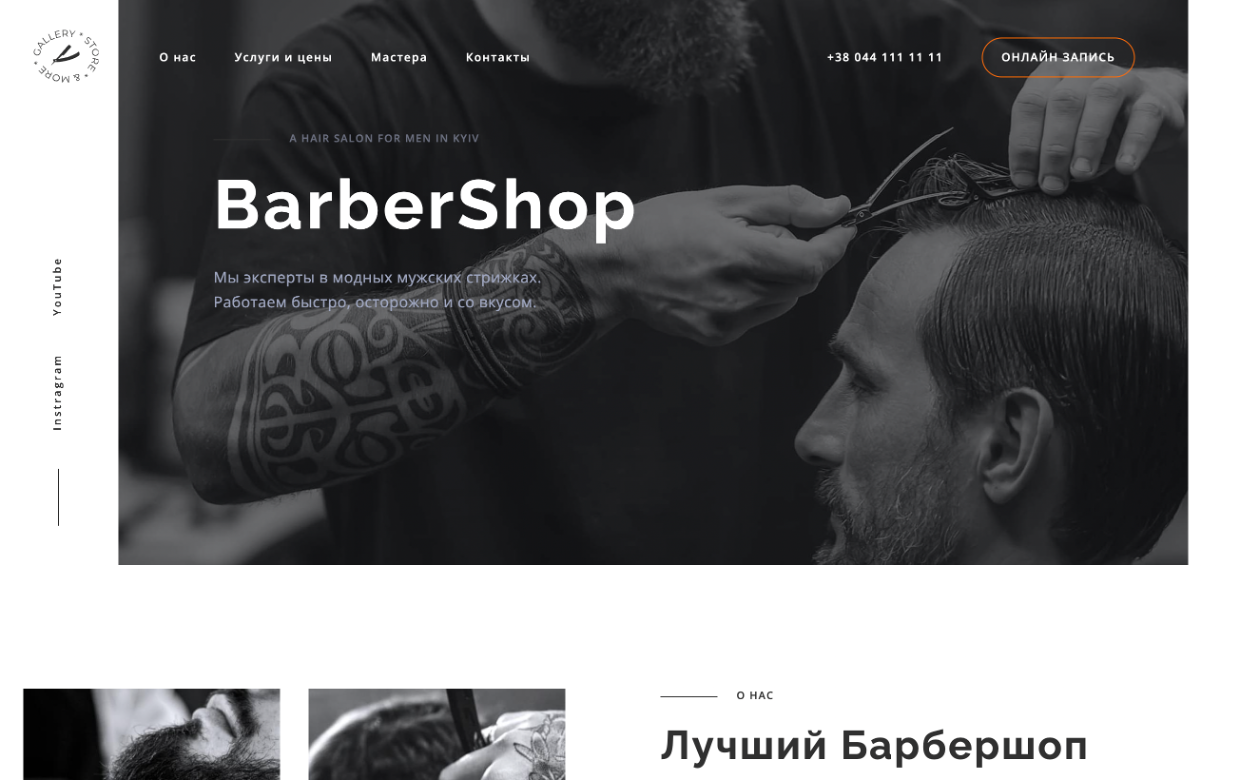 GALLERY * STORE * & MORE *
О нас
Услуги и цены
Мастера
Контакты
+38 044 111 11 11
ОНЛАЙН ЗАПИСЬ
A HAIR SALON FOR MEN IN KYIV
BarberShop
Мы эксперты в модных мужских стрижках.
Работаем быстро, осторожно и со вкусом.
YouTube
Instragram
О НАС
Лучший Барбершоп